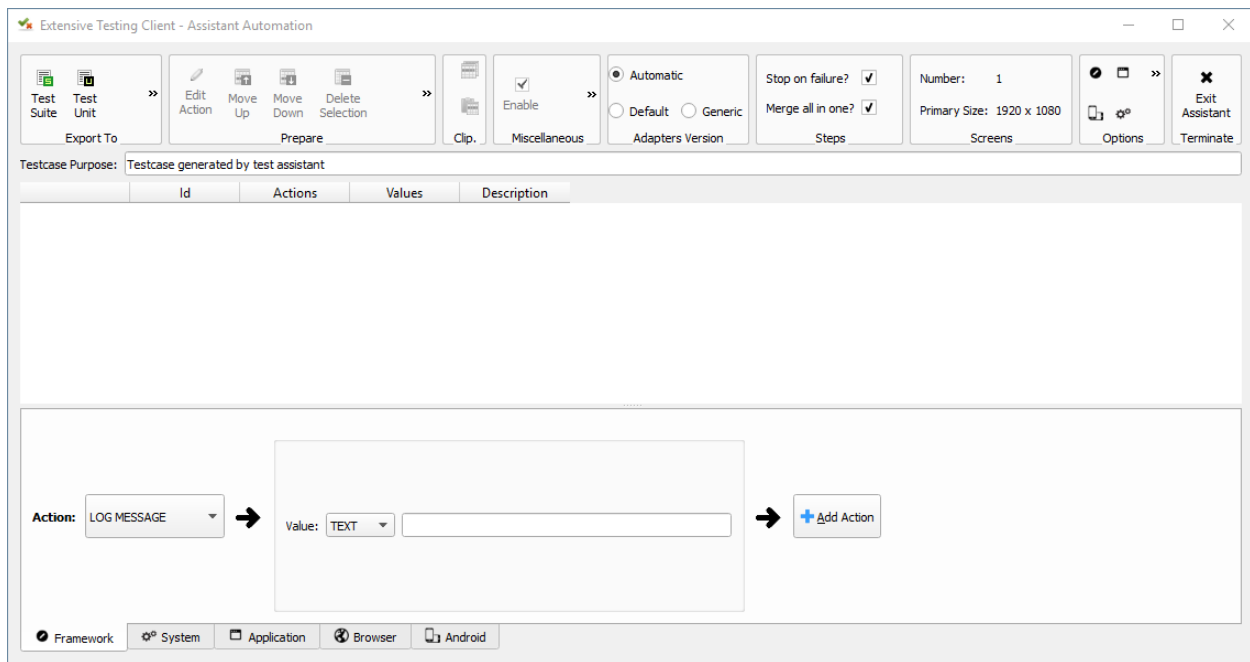 Extensive Testing Client - Assistant Automation
Test Suite
Test Unit
»
Export To
Edit Action
Move Up
Move Down
Delete Selection
»
Prepare
Clip.
Enable
»
Miscellaneous
Automatic
Default
Generic
Adapters Version
Stop on failure?
Merge all in one?
Steps
Number: 1
Primary Size: 1920 x 1080
Screens
»
Options
Exit Assistant
Terminate
Testcase Purpose: Testcase generated by test assistant
Id Actions Values Description
Action: LOG MESSAGE
Value: TEXT
Add Action
Framework System Application Browser Android